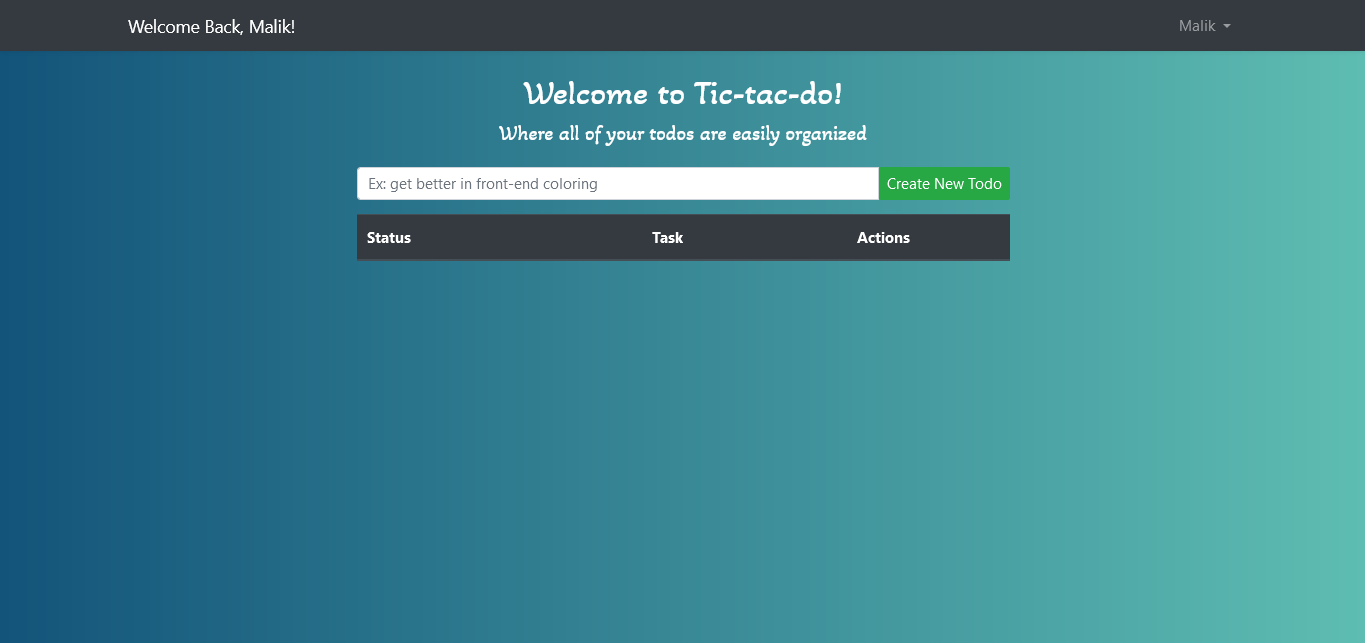 Welcome Back, Malik!
Malik
Welcome to Tic-tac-do!
Where all of your todos are easily organized
Ex: get better in front-end coloring
Create New Todo
Status Task Actions